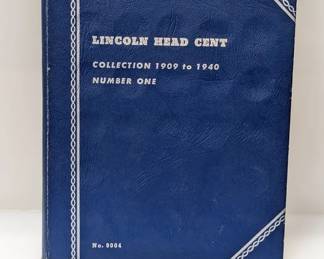 LINCOLN HEAD CENT
COLLECTION 1909 to 1940
NUMBER ONE
No. 9004